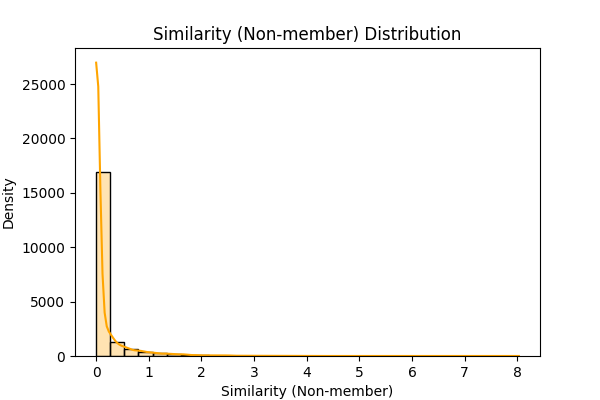 Similarity (Non-member) Distribution
Density
25000
20000
15000
10000
5000
0
0 1 2 3 4 5 6 7 8
Similarity (Non-member)